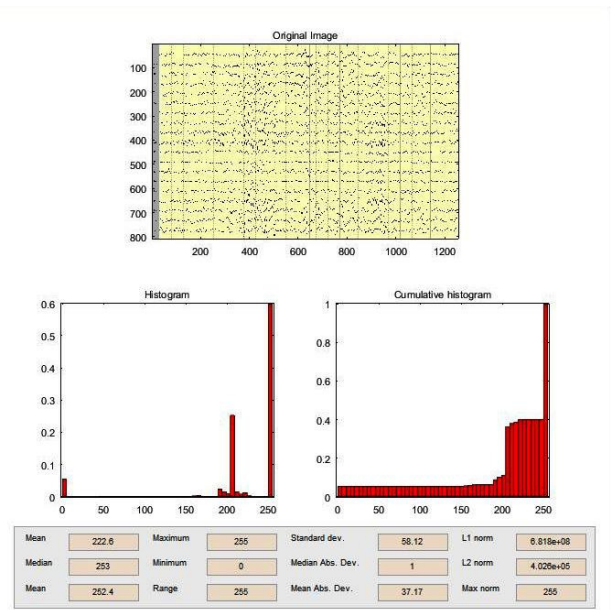 Original Image
100
200
300
400
500
600
700
800
200 400 600 800 1000 1200
Histogram
0.6
0.5
0.4
0.3
0.2
0.1
0
0 50 100 150 200 250
Cumulative histogram
1
0.8
0.6
0.4
0.2
0
0 50 100 150 200 250
Mean 222.6 Maximum 255 Standard dev. 58.12 L1 norm 6.818e+08
Median 253 Minimum 0 Median Abs. Dev. 1 L2 norm 4.026e+05
Mean 252.4 Range 255 Mean Abs. Dev. 37.17 Max norm 255